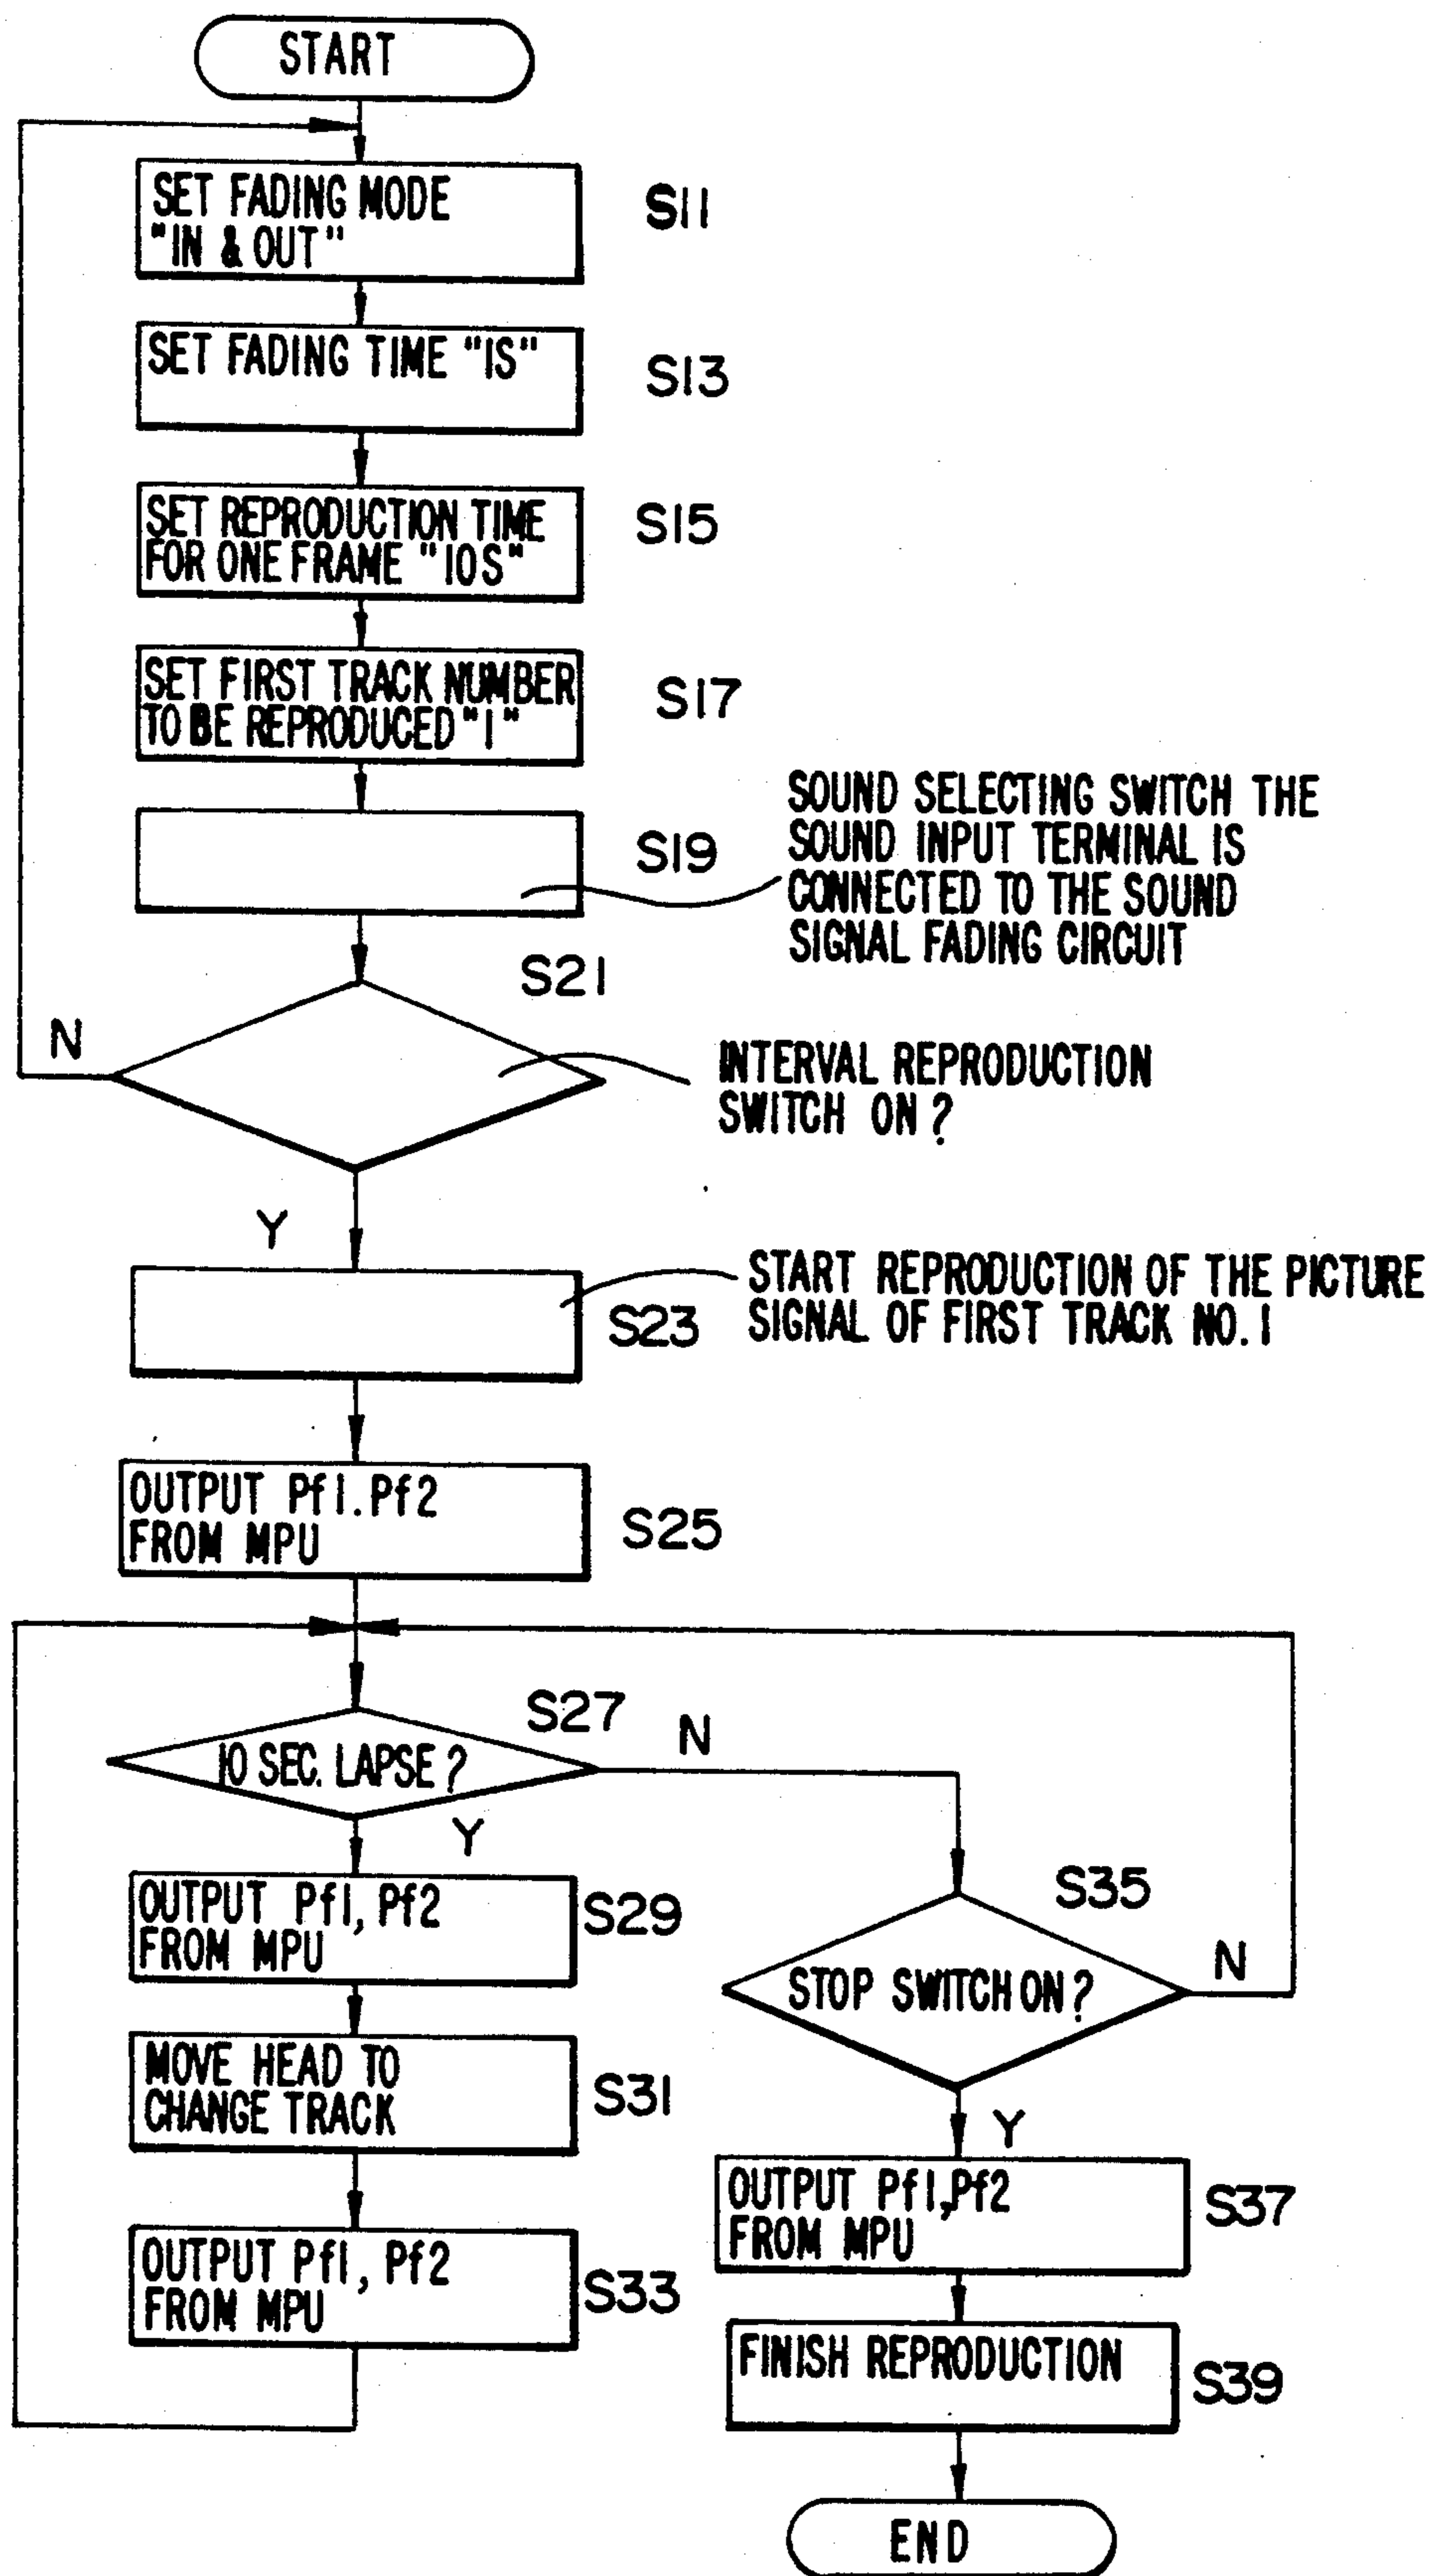 START
SET FADING MODE
"IN & OUT"
S11
SET FADING TIME "1S"
S13
SET REPRODUCTION TIME
FOR ONE FRAME "10S"
S15
SET FIRST TRACK NUMBER
TO BE REPRODUCED "1"
S17
S19
SOUND SELECTING SWITCH THE
SOUND INPUT TERMINAL IS
CONNECTED TO THE SOUND
SIGNAL FADING CIRCUIT
S21
N
INTERVAL REPRODUCTION
SWITCH ON?
Y
S23
START REPRODUCTION OF THE PICTURE
SIGNAL OF FIRST TRACK NO. 1
OUTPUT Pf1. Pf2
FROM MPU
S25
S27
10 SEC. LAPSE?
N
Y
OUTPUT Pf1, Pf2
FROM MPU
S29
MOVE HEAD TO
CHANGE TRACK
S31
OUTPUT Pf1, Pf2
FROM MPU
S33
S35
STOP SWITCH ON?
N
Y
OUTPUT Pf1, Pf2
FROM MPU
S37
FINISH REPRODUCTION
S39
END